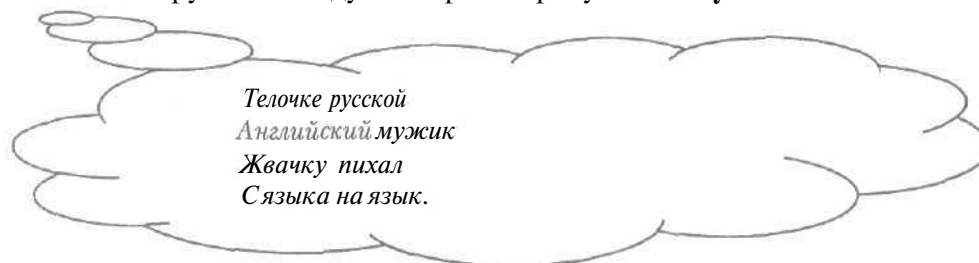 Телочке русской
Английский мужик
Жвачку пихал
С языка на язык.